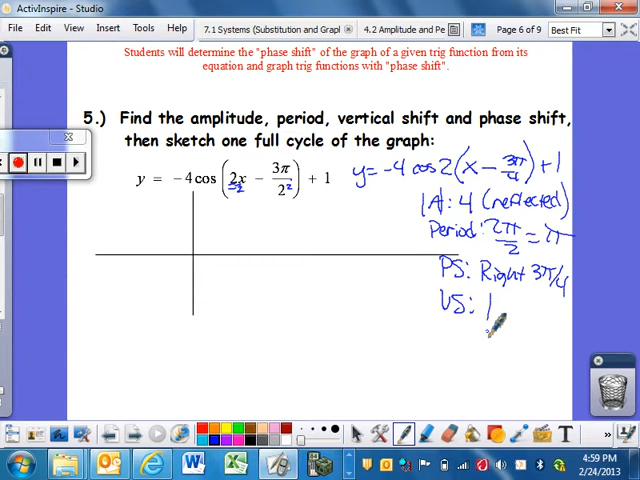 ActivInspire - Studio
File Edit View Insert Tools Help 7.1 Systems (Substitution and Grapl 4.2 Amplitude and Pe Page 6 of 9 Best Fit
Students will determine the "phase shift" of the graph of a given trig function from its
equation and graph trig functions with "phase shift".
5.) Find the amplitude, period, vertical shift and phase shift,
then sketch one full cycle of the graph:
y = −4 cos (2x/2 − 3π/2 2) + 1
y = -4 cos 2(x - 3π/4) + 1
|A|: 4 (reflected)
Period: 2π/2 = π
PS: Right 3π/4
VS: 1
4:59 PM
2/24/2013